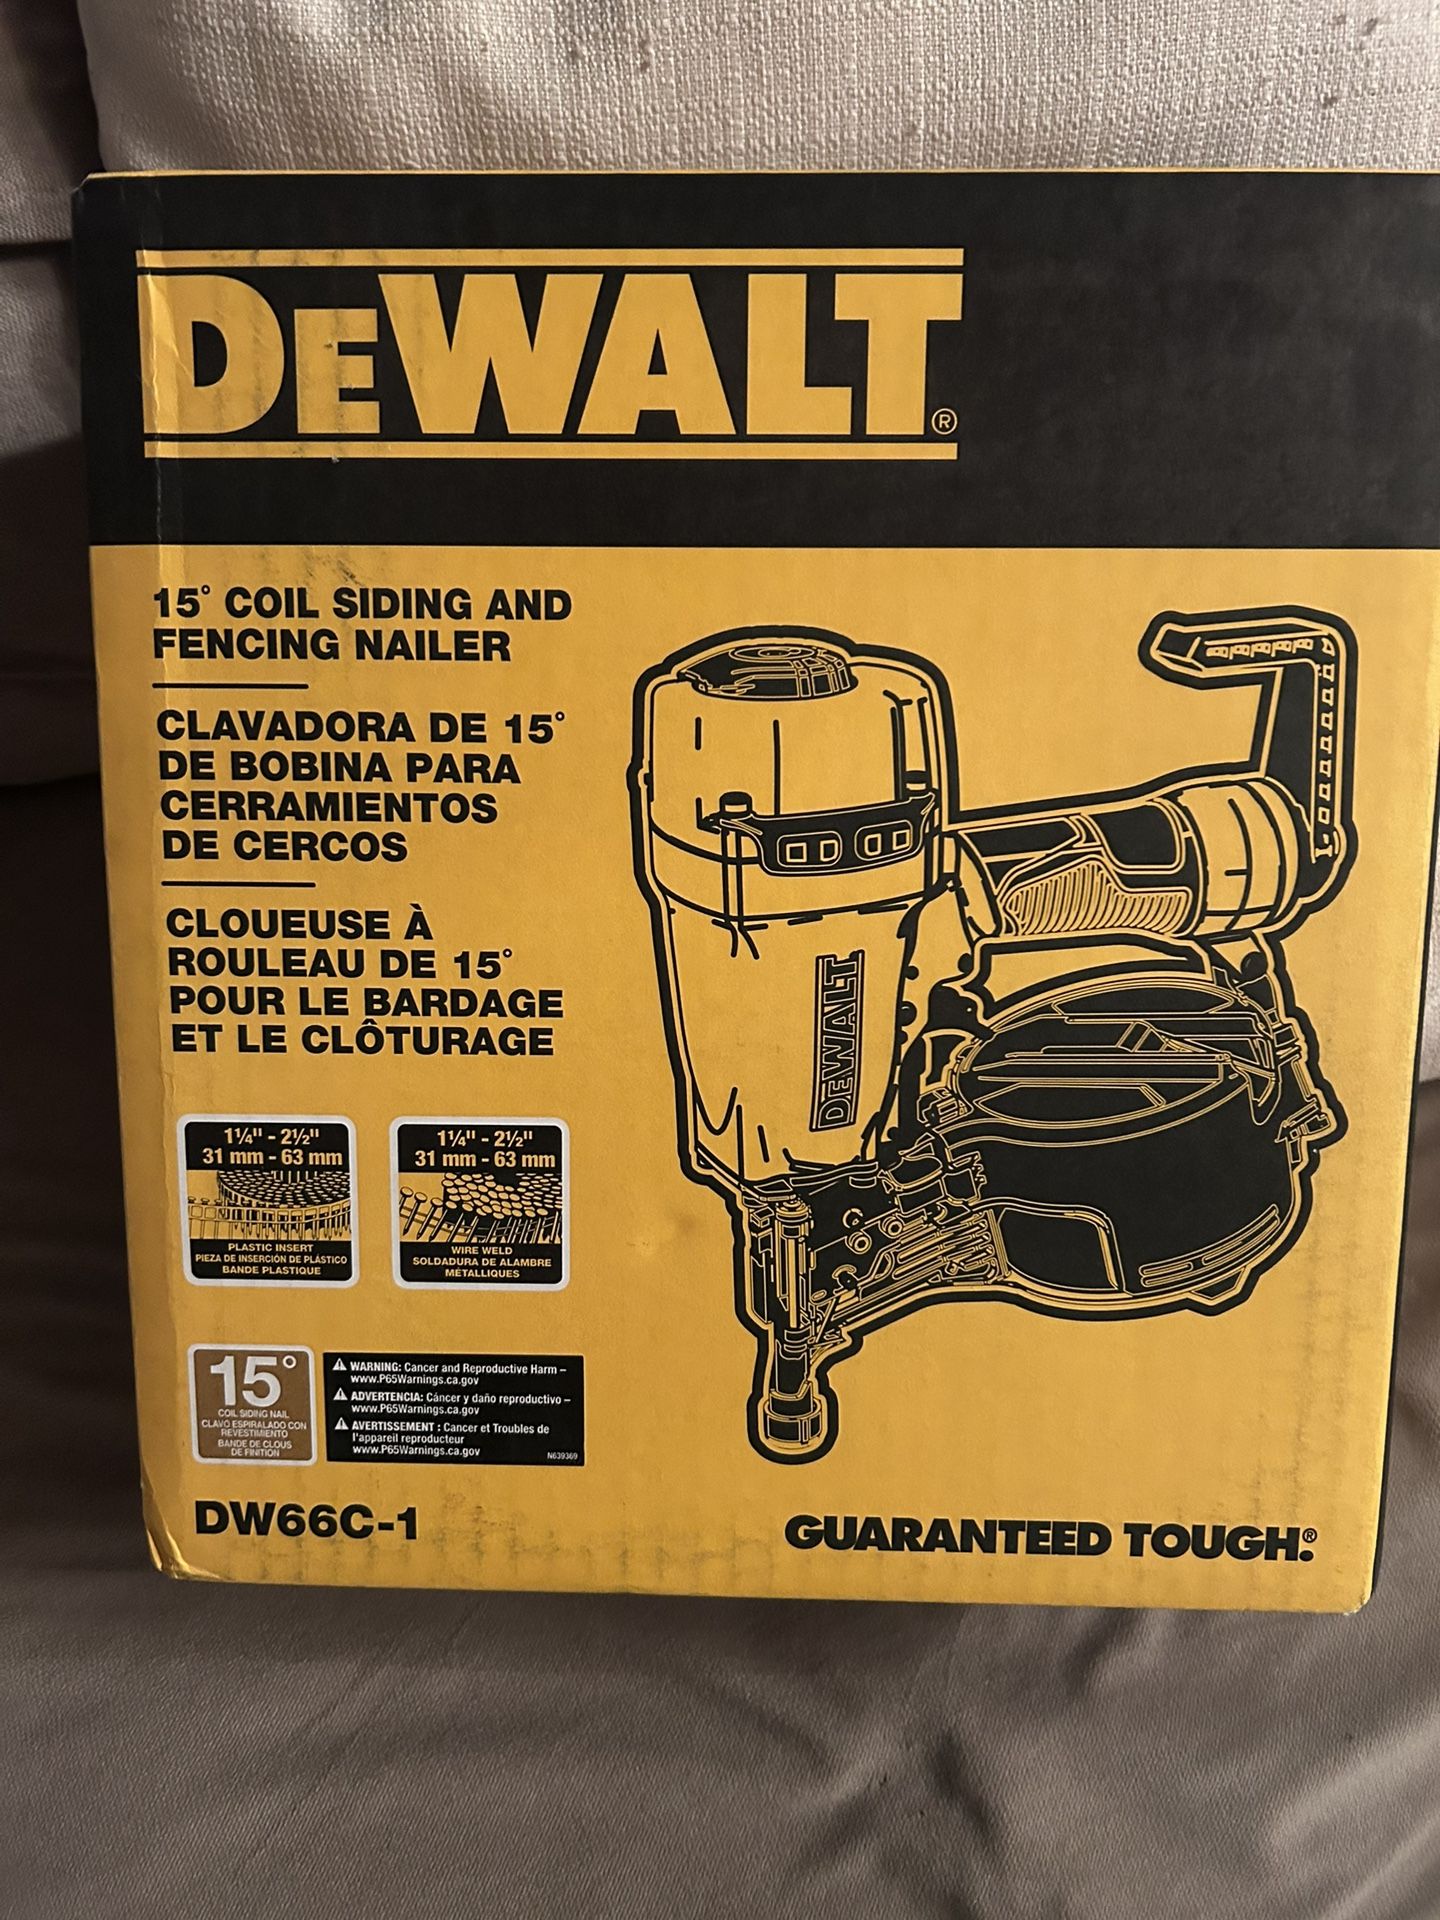 DEWALT®
15° COIL SIDING AND
FENCING NAILER
CLAVADORA DE 15°
DE BOBINA PARA
CERRAMIENTOS
DE CERCOS
CLOUEUSE À
ROULEAU DE 15°
POUR LE BARDAGE
ET LE CLÔTURAGE
DEWALT
1¼" - 2½"
31 mm - 63 mm
PLASTIC INSERT
PIEZA DE INSERCIÓN DE PLÁSTICO
BANDE PLASTIQUE
1¼" - 2½"
31 mm - 63 mm
WIRE WELD
SOLDADURA DE ALAMBRE
MÉTALLIQUES
15°
COIL SIDING NAIL
CLAVO ESPIRALADO CON
REVESTIMIENTO
BANDE DE CLOUS
DE FINITION
⚠ WARNING: Cancer and Reproductive Harm –
www.P65Warnings.ca.gov
⚠ ADVERTENCIA: Cáncer y daño reproductivo –
www.P65Warnings.ca.gov
⚠ AVERTISSEMENT : Cancer et Troubles de
l'appareil reproducteur
www.P65Warnings.ca.gov
N639369
DW66C-1
GUARANTEED TOUGH.®